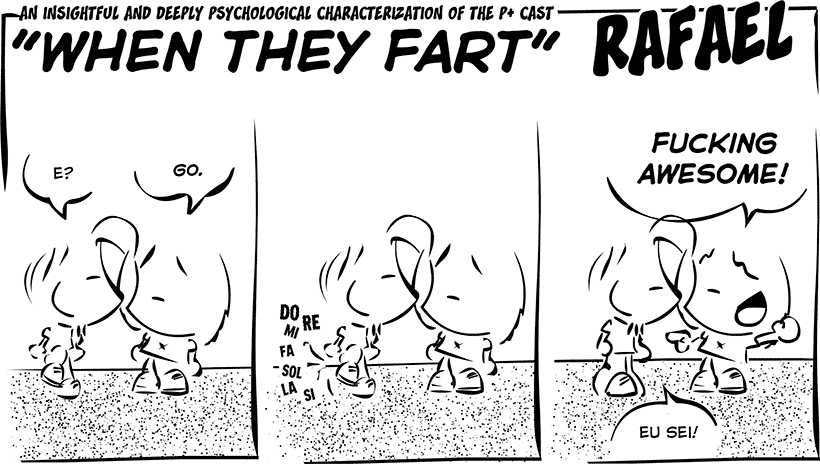 AN INSIGHTFUL AND DEEPLY PSYCHOLOGICAL CHARACTERIZATION OF THE P+ CAST
"WHEN THEY FART"
RAFAEL
E?
GO.
DO
RE
MI
FA
SOL
LA
SI
FUCKING
AWESOME!
EU SEI!